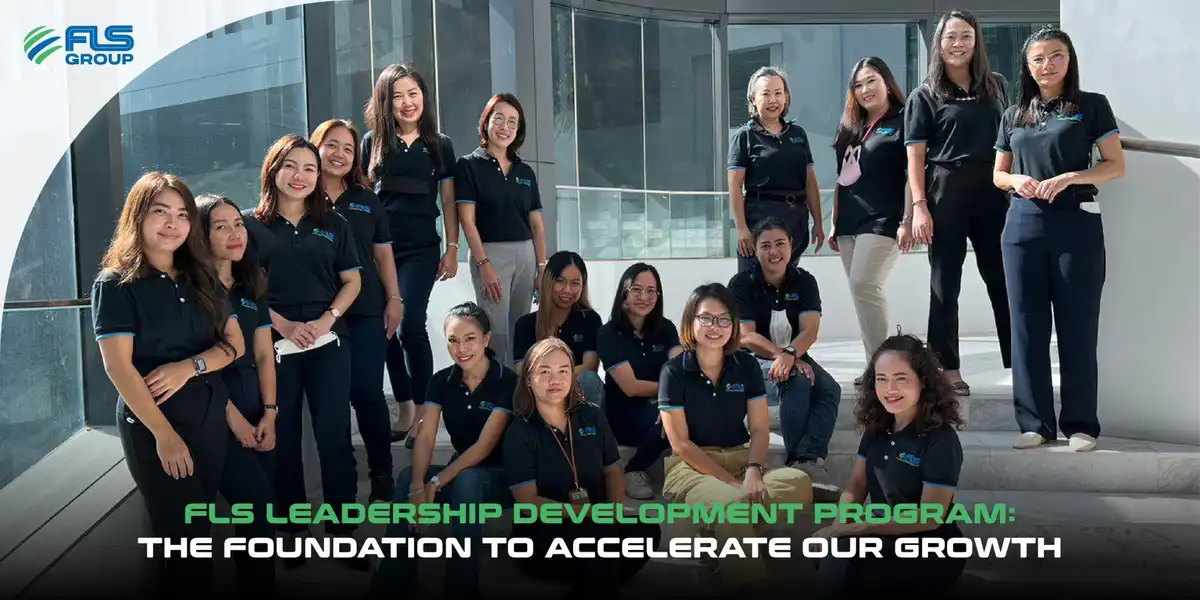 FLS
GROUP
FLS LEADERSHIP DEVELOPMENT PROGRAM:
THE FOUNDATION TO ACCELERATE OUR GROWTH